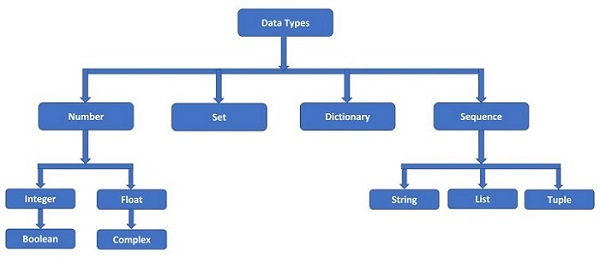 Data Types
Number
Set
Dictionary
Sequence
Integer
Float
String
List
Tuple
Boolean
Complex